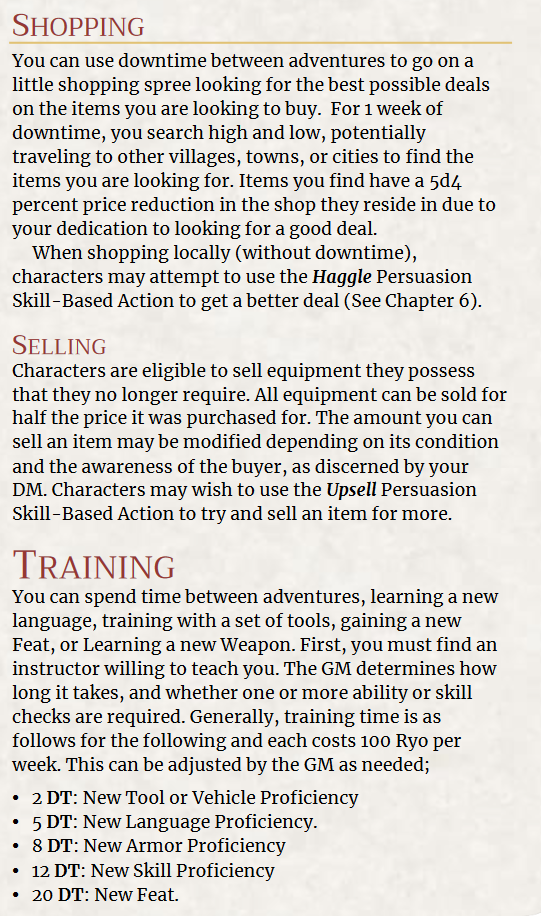 SHOPPING
You can use downtime between adventures to go on a
little shopping spree looking for the best possible deals
on the items you are looking to buy.  For 1 week of
downtime, you search high and low, potentially
traveling to other villages, towns, or cities to find the
items you are looking for. Items you find have a 5d4
percent price reduction in the shop they reside in due to
your dedication to looking for a good deal.
When shopping locally (without downtime),
characters may attempt to use the Haggle Persuasion
Skill-Based Action to get a better deal (See Chapter 6).
SELLING
Characters are eligible to sell equipment they possess
that they no longer require. All equipment can be sold for
half the price it was purchased for. The amount you can
sell an item may be modified depending on its condition
and the awareness of the buyer, as discerned by your
DM. Characters may wish to use the Upsell Persuasion
Skill-Based Action to try and sell an item for more.
TRAINING
You can spend time between adventures, learning a new
language, training with a set of tools, gaining a new
Feat, or Learning a new Weapon. First, you must find an
instructor willing to teach you. The GM determines how
long it takes, and whether one or more ability or skill
checks are required. Generally, training time is as
follows for the following and each costs 100 Ryo per
week. This can be adjusted by the GM as needed;
• 2 DT: New Tool or Vehicle Proficiency
• 5 DT: New Language Proficiency.
• 8 DT: New Armor Proficiency
• 12 DT: New Skill Proficiency
• 20 DT: New Feat.